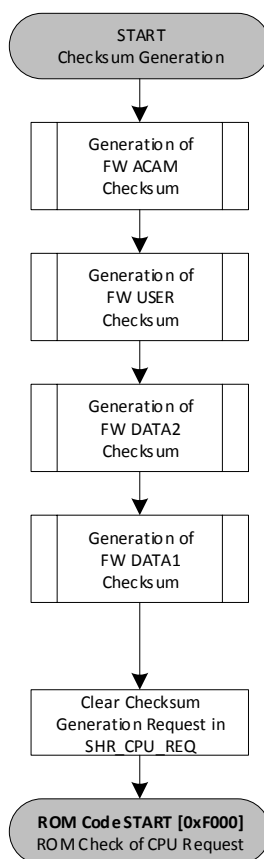 START
Checksum Generation
Generation of
FW ACAM
Checksum
Generation of
FW USER
Checksum
Generation of
FW DATA2
Checksum
Generation of
FW DATA1
Checksum
Clear Checksum
Generation Request in
SHR_CPU_REQ
ROM Code START [0xF000]
ROM Check of CPU Request